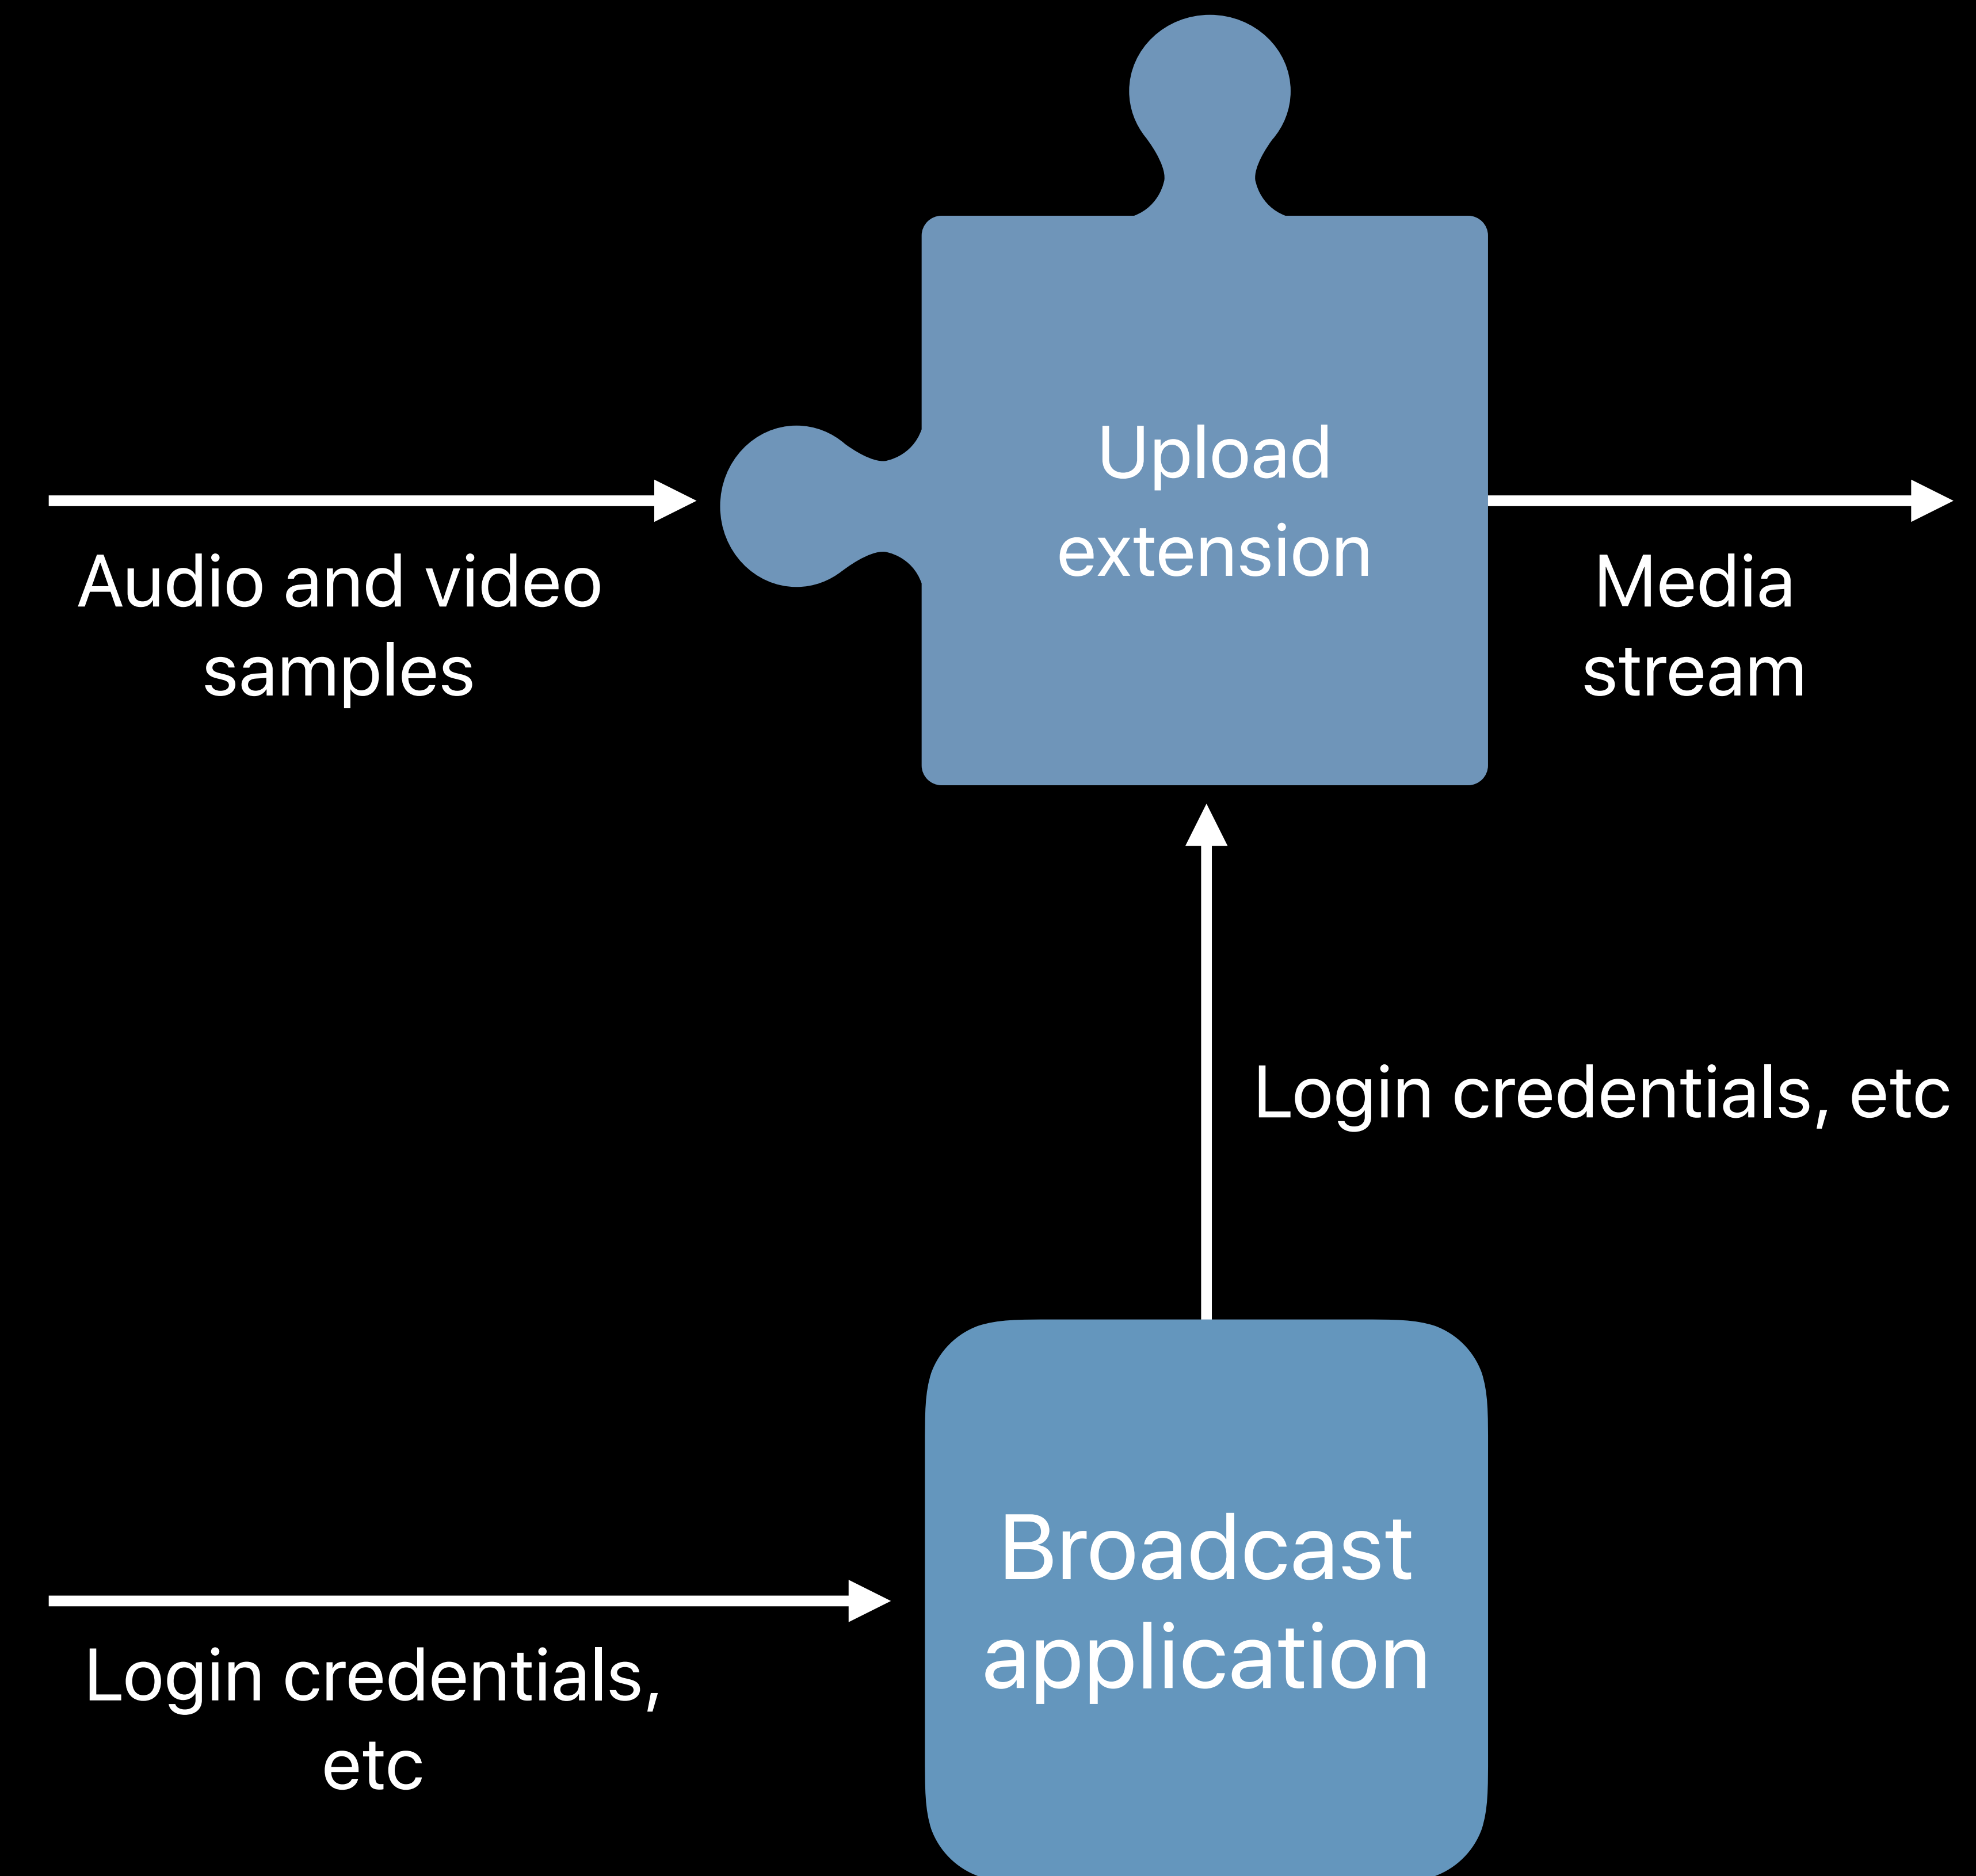 Upload
extension
Audio and video
samples
Media
stream
Login credentials, etc
Broadcast
application
Login credentials,
etc